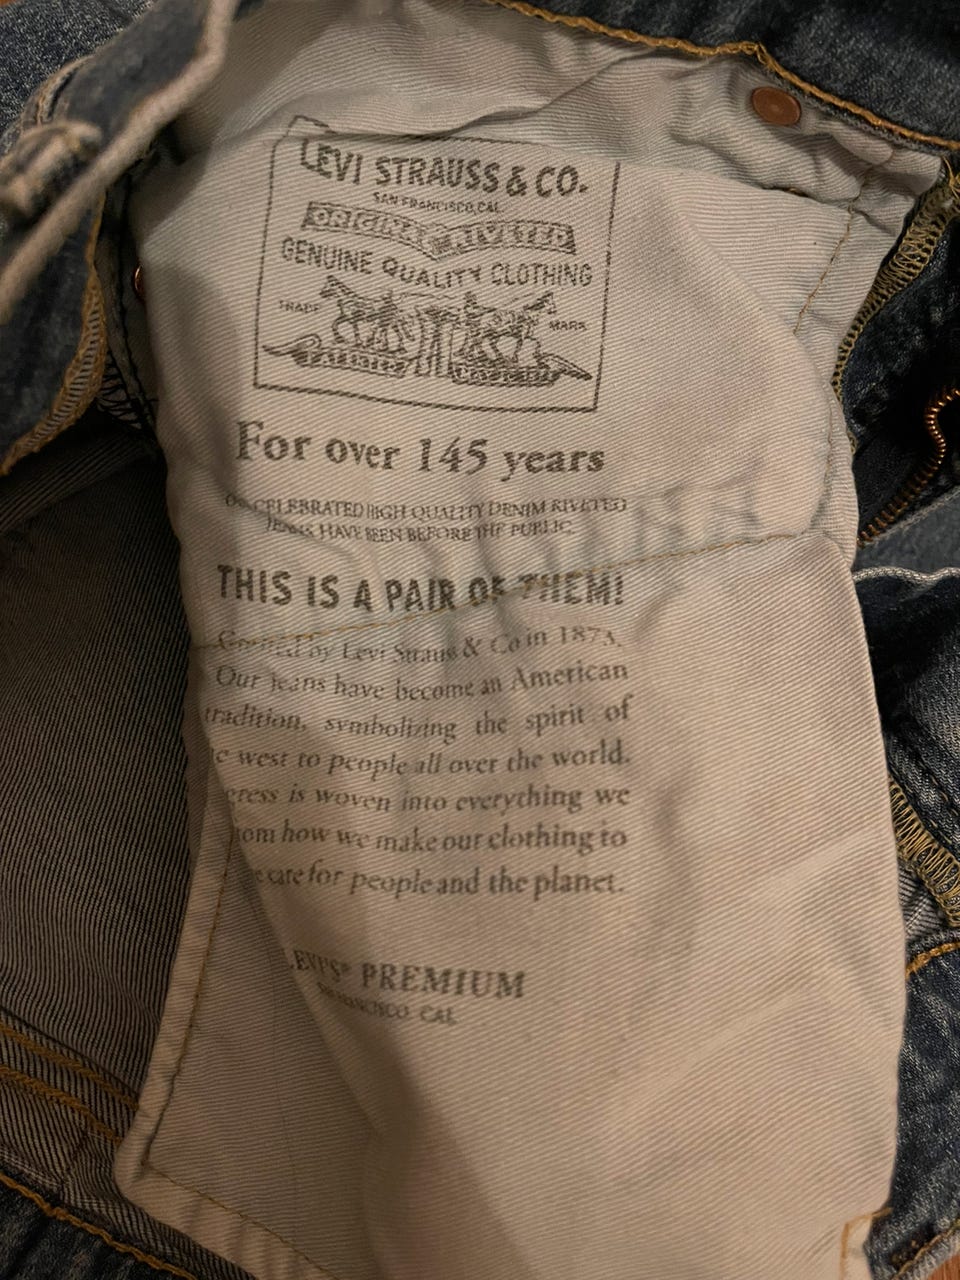 LEVI STRAUSS & CO.
SAN FRANCISCO, CAL.
ORIGINAL RIVETED
GENUINE QUALITY CLOTHING
TRADE MARK
For over 145 years
CELEBRATED HIGH QUALITY DENIM RIVETED
JEANS HAVE BEEN BEFORE THE PUBLIC.
THIS IS A PAIR OF THEM!
by Levi Strauss & Co in 1873.
Our jeans have become an American
tradition, symbolizing the spirit of
west to people all over the world.
is woven into everything we
how we make our clothing to
care for people and the planet.
LEVI'S® PREMIUM
FRANCISCO CAL